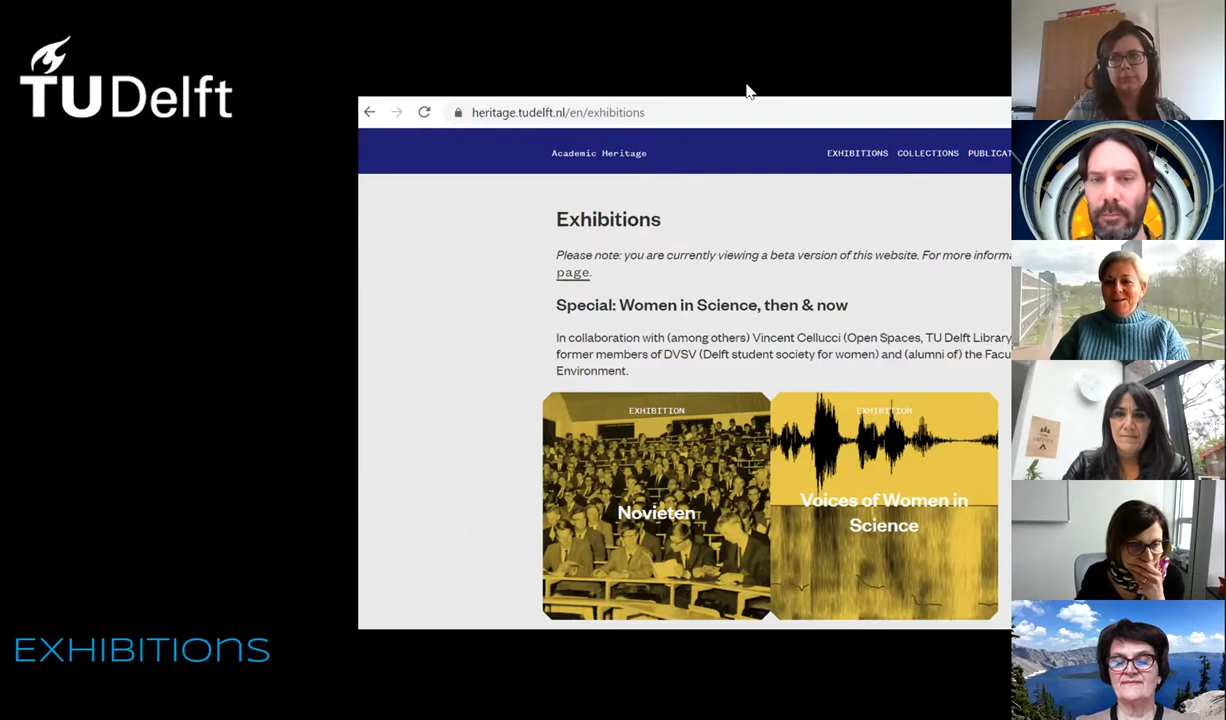 TUDelft
heritage.tudelft.nl/en/exhibitions
Academic Heritage
EXHIBITIONS COLLECTIONS PUBLICAT
Exhibitions
Please note: you are currently viewing a beta version of this website. For more informa
page.
Special: Women in Science, then & now
In collaboration with (among others) Vincent Cellucci (Open Spaces, TU Delft Library
former members of DVSV (Delft student society for women) and (alumni of) the Facu
Environment.
EXHIBITION
Novieten
EXHIBITION
Voices of Women in
Science
EXHIBITIONS